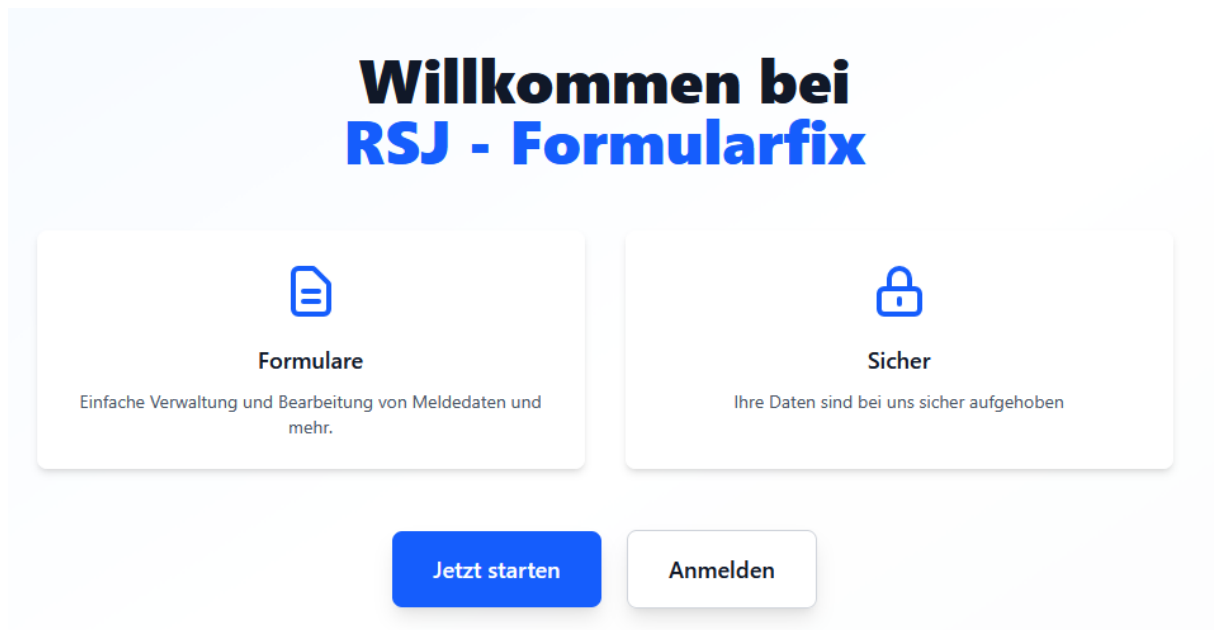 Willkommen bei
RSJ - Formularfix
Formulare
Einfache Verwaltung und Bearbeitung von Meldedaten und
mehr.
Sicher
Ihre Daten sind bei uns sicher aufgehoben
Jetzt starten
Anmelden